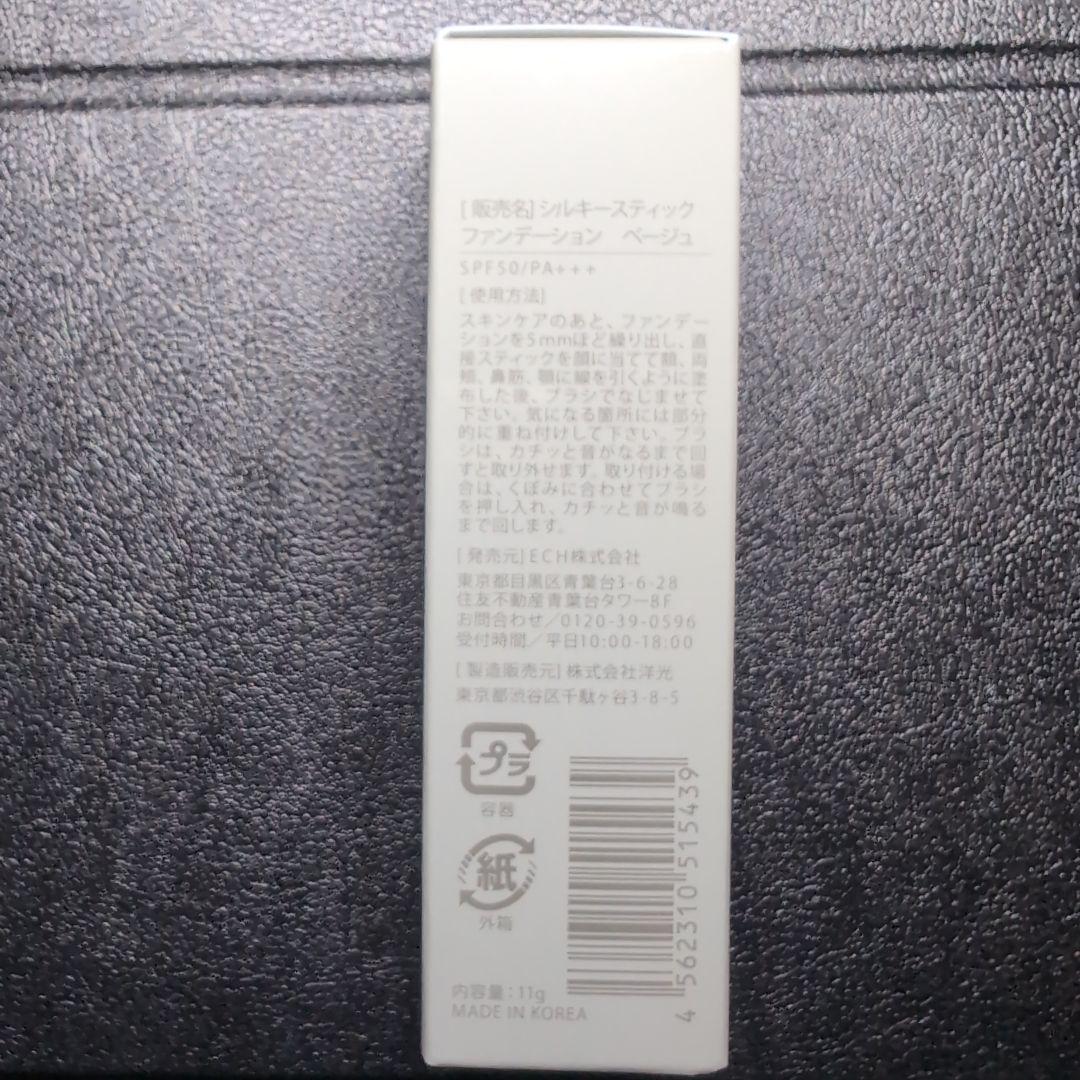 [ 販売名] シルキースティック
ファンデーション ベージュ
SPF50/PA+++
[ 使用方法]
スキンケアのあと、ファンデー
ションを5mmほど繰り出し、直
接スティックを顔に当てて額、両
頬、鼻筋、顎に線を引くように塗
布した後、ブラシでなじませて
下さい。気になる箇所には部分
的に重ね付けして下さい。ブラ
シは、カチッと音がなるまで回
すと取り外せます。取り付ける場
合は、くぼみに合わせてブラシ
を押し入れ、カチッと音が鳴る
まで回します。
[ 発売元] ECH株式会社
東京都目黒区青葉台3-6-28
住友不動産青葉台タワー8F
お問合わせ/0120-39-0596
受付時間/平日10:00-18:00
[ 製造販売元] 株式会社洋光
東京都渋谷区千駄ヶ谷3-8-5
プラ
容器
紙
外箱
4 562310 515439
内容量:11g
MADE IN KOREA